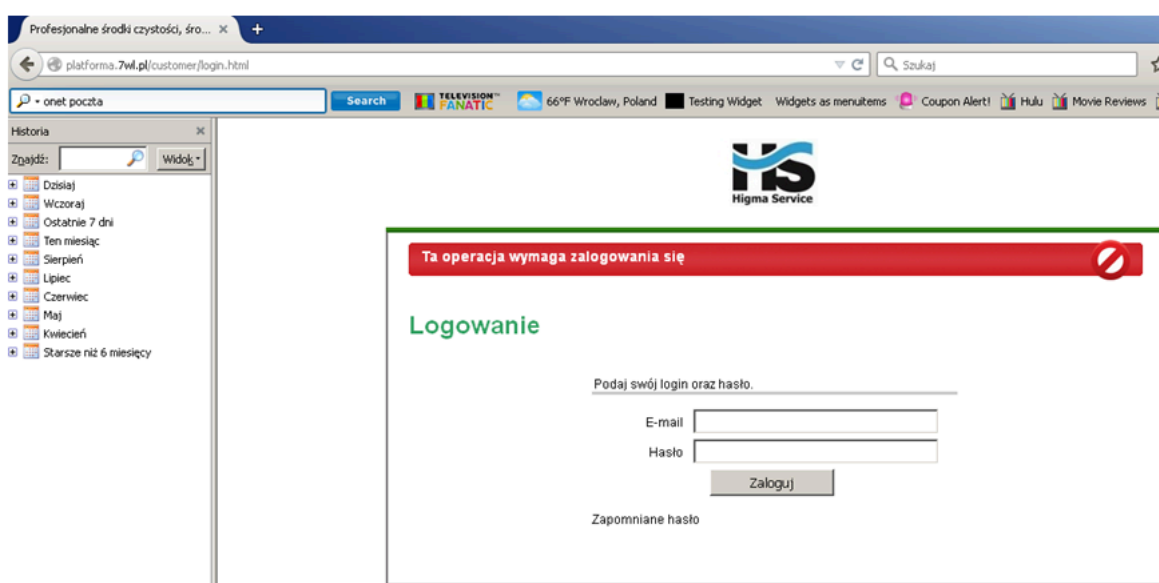 Profesjonalne środki czystości, śro...
platforma.7wl.pl/customer/login.html
Szukaj
onet poczta
Search
TELEVISION FANATIC
66°F Wrocław, Poland
Testing Widget
Widgets as menuitems
Coupon Alert!
Hulu
Movie Reviews
Historia
Znajdź:
Widok
Dzisiaj
Wczoraj
Ostatnie 7 dni
Ten miesiąc
Sierpień
Lipiec
Czerwiec
Maj
Kwiecień
Starsze niż 6 miesięcy
HS
Higma Service
Ta operacja wymaga zalogowania się
Logowanie
Podaj swój login oraz hasło.
E-mail
Hasło
Zaloguj
Zapomniane hasło